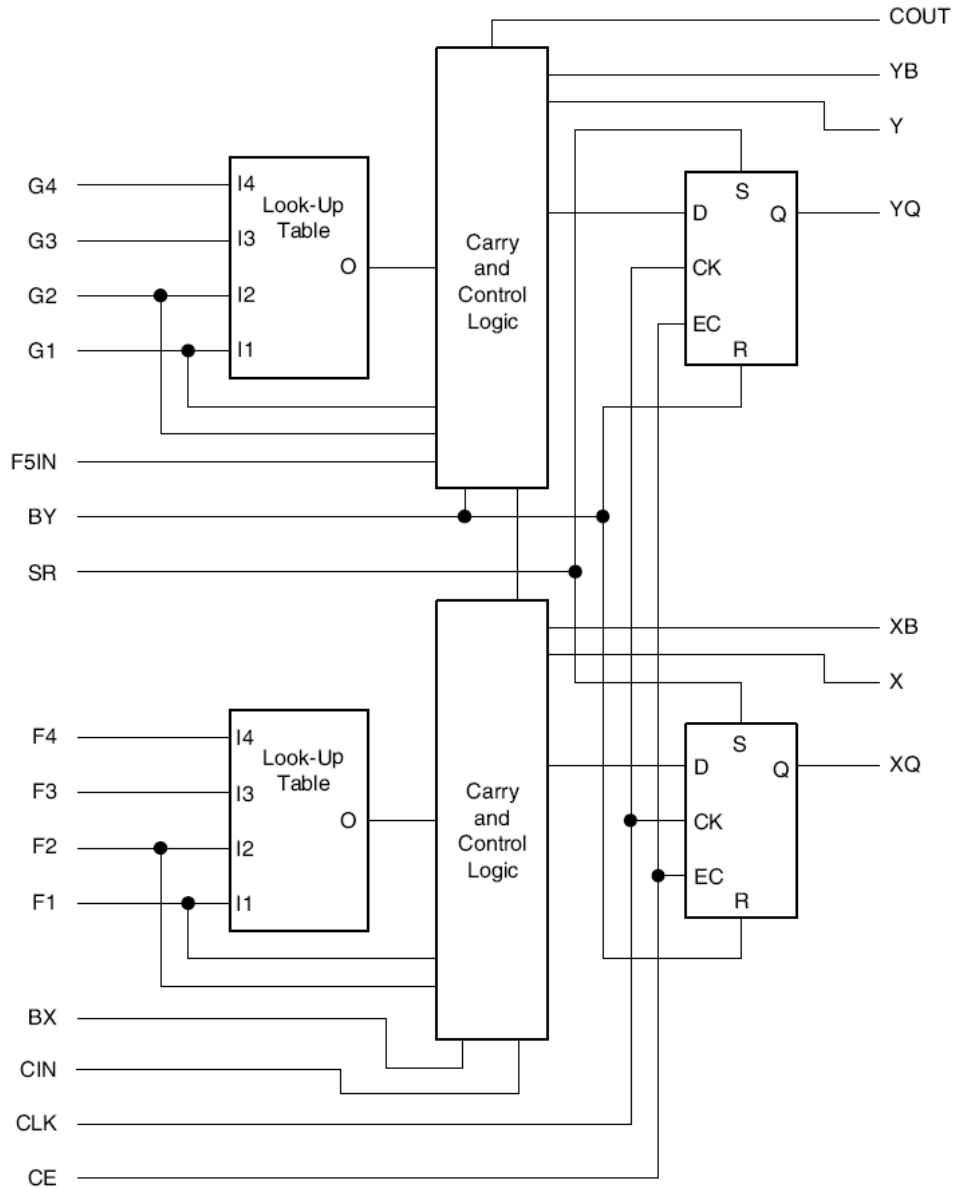 COUT
YB
Y
G4
I4
Look-Up
Table
S
D
Q
YQ
G3
I3
O
Carry
and
Control
Logic
CK
G2
I2
EC
G1
I1
R
F5IN
BY
SR
XB
X
F4
I4
Look-Up
Table
S
D
Q
XQ
F3
I3
O
Carry
and
Control
Logic
CK
F2
I2
EC
F1
I1
R
BX
CIN
CLK
CE